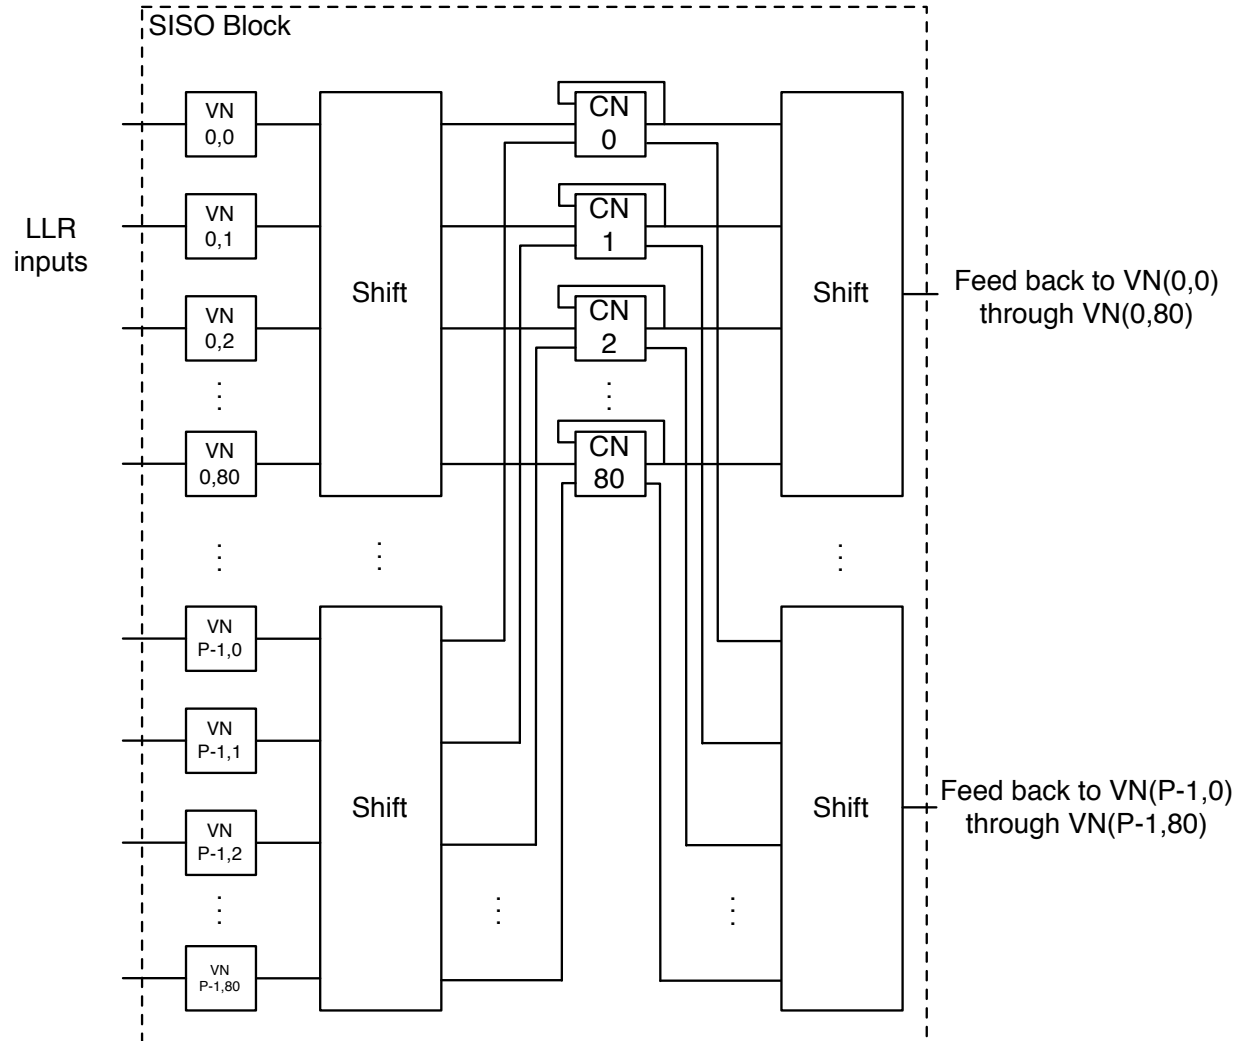 SISO Block
VN
0,0
CN
0
VN
0,1
CN
1
LLR
inputs
Shift
Shift
Feed back to VN(0,0)
through VN(0,80)
VN
0,2
CN
2
VN
0,80
CN
80
VN
P-1,0
VN
P-1,1
Shift
Shift
Feed back to VN(P-1,0)
through VN(P-1,80)
VN
P-1,2
VN
P-1,80